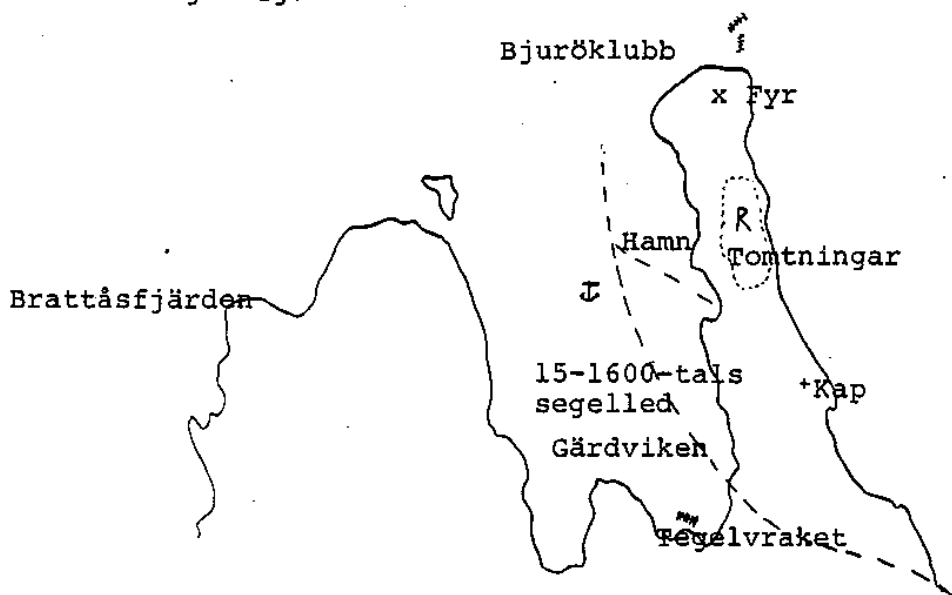 Bjuröklubb
x Fyr
R
Hamn
Tomtningar
Brattåsfjärden
15-1600-tals
segelled
+Kap
Gärdviken
Tegelvraket